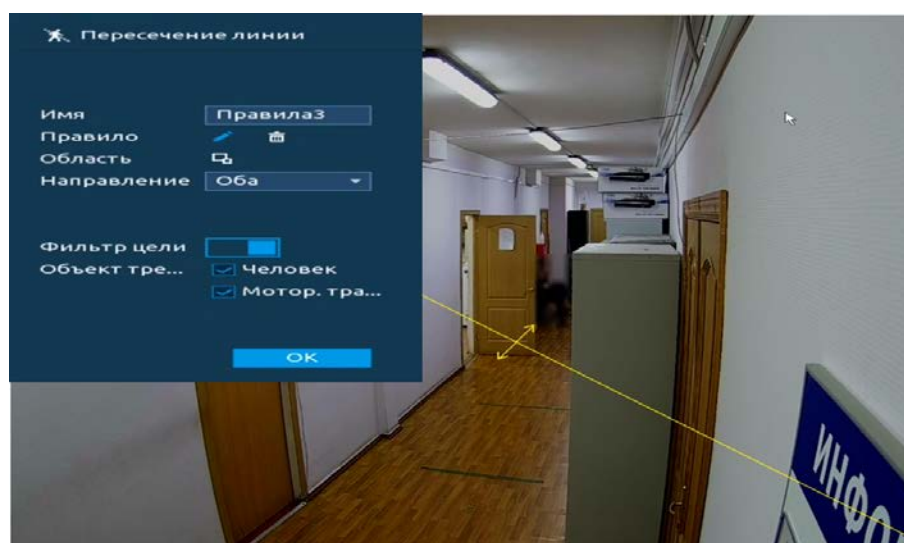 Пересечение линии
Имя
Правила3
Правило
Область
Направление
Оба
Фильтр цели
Объект тре...
Человек
Мотор. тра...
OK
ИНФО